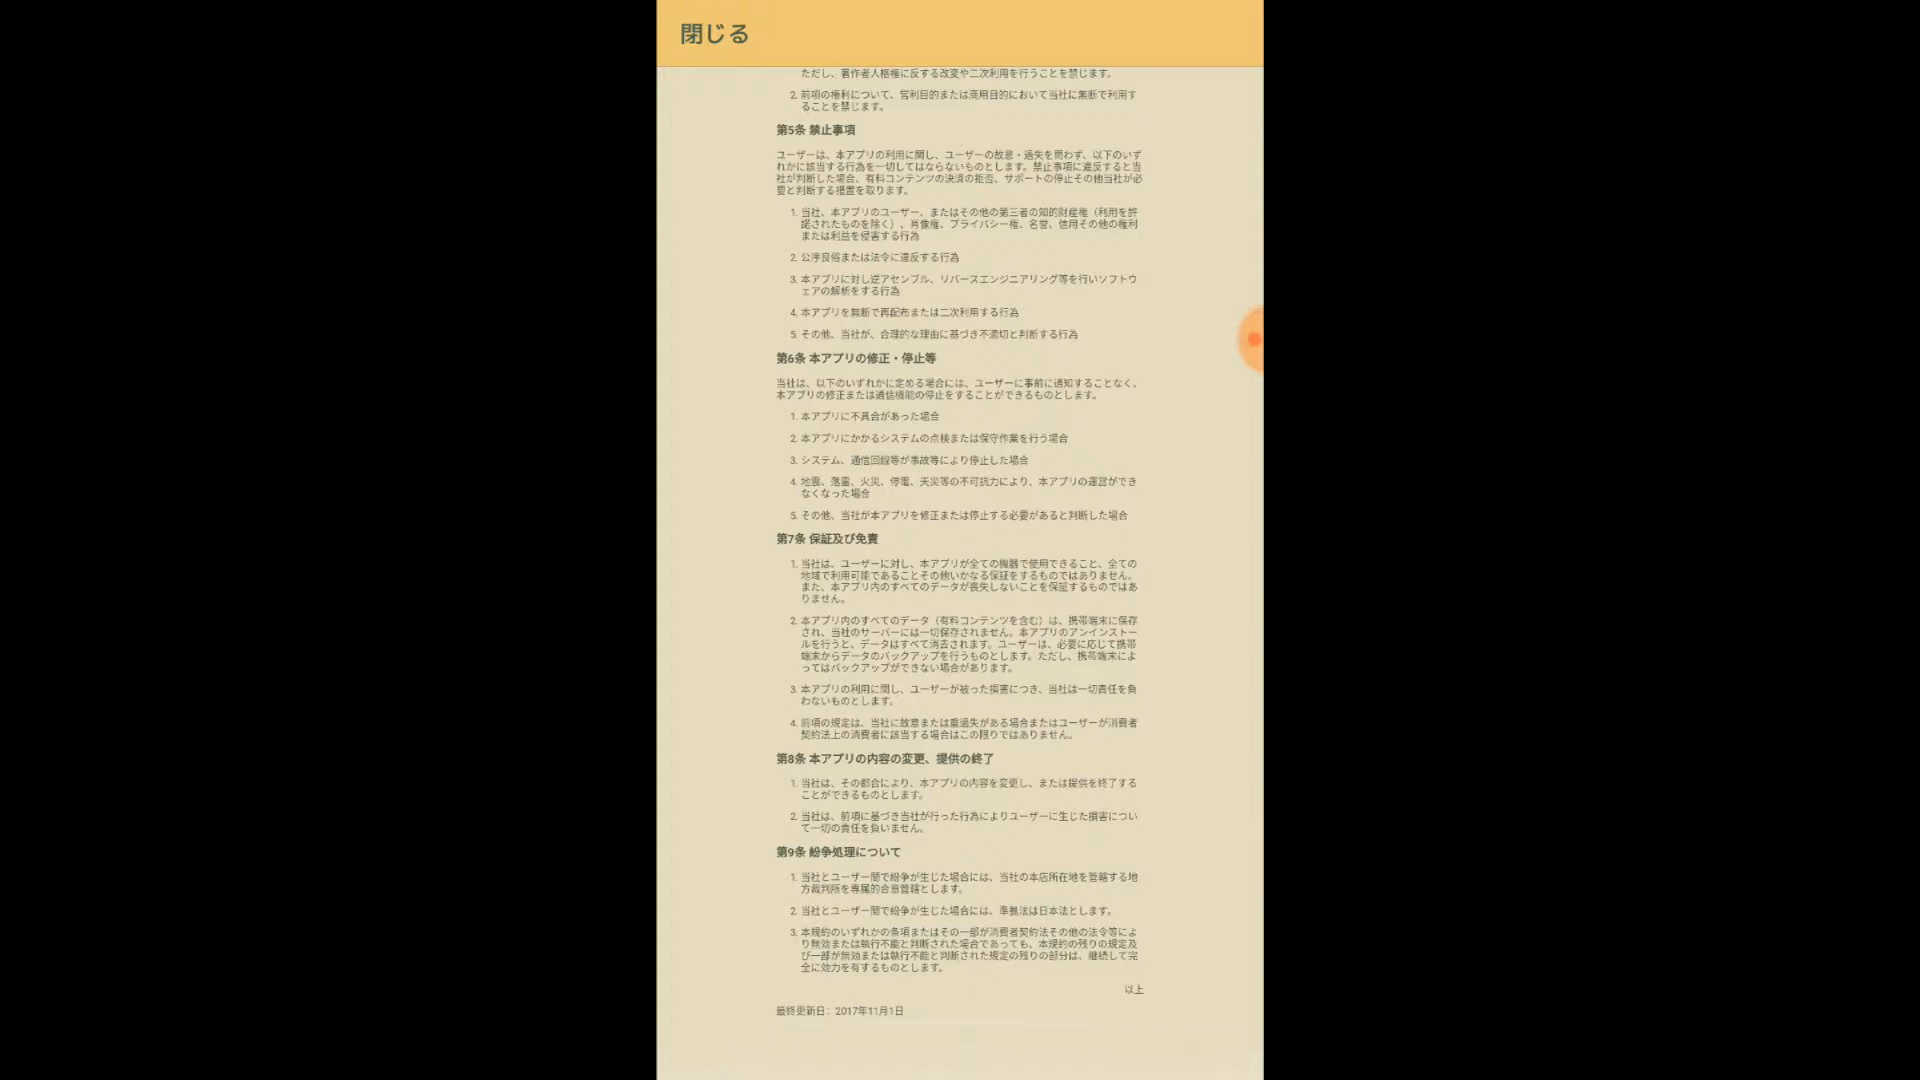 閉じる
ただし、著作者人格権に反する改変や二次利用を行うことを禁じます。
2. 前項の権利について、営利目的または商用目的において当社に無断で利用す
ることを禁じます。
第5条 禁止事項
ユーザーは、本アプリの利用に関し、ユーザーの故意・過失を問わず、以下のいず
れかに該当する行為を一切してはならないものとします。禁止事項に違反すると当
社が判断した場合、有料コンテンツの決済の拒否、サポートの停止その他当社が必
要と判断する措置を取ります。
1. 当社、本アプリのユーザー、またはその他の第三者の知的財産権（利用を許
諾されたものを除く）、肖像権、プライバシー権、名誉、信用その他の権利
または利益を侵害する行為
2. 公序良俗または法令に違反する行為
3. 本アプリに対し逆アセンブル、リバースエンジニアリング等を行いソフトウ
ェアの解析をする行為
4. 本アプリを無断で再配布または二次利用する行為
5. その他、当社が、合理的な理由に基づき不適切と判断する行為
第6条 本アプリの修正・停止等
当社は、以下のいずれかに定める場合には、ユーザーに事前に通知することなく、
本アプリの修正または通信機能の停止をすることができるものとします。
1. 本アプリに不具合があった場合
2. 本アプリにかかるシステムの点検または保守作業を行う場合
3. システム、通信回線等が事故等により停止した場合
4. 地震、落雷、火災、停電、天災等の不可抗力により、本アプリの運営ができ
なくなった場合
5. その他、当社が本アプリを修正または停止する必要があると判断した場合
第7条 保証及び免責
1. 当社は、ユーザーに対し、本アプリが全ての機器で使用できること、全ての
地域で利用可能であることその他いかなる保証をするものではありません。
また、本アプリ内のすべてのデータが喪失しないことを保証するものではあ
りません。
2. 本アプリ内のすべてのデータ（有料コンテンツを含む）は、携帯端末に保存
され、当社のサーバーには一切保存されません。本アプリのアンインストー
ルを行うと、データはすべて消去されます。ユーザーは、必要に応じて携帯
端末からデータのバックアップを行うものとします。ただし、携帯端末によ
ってはバックアップができない場合があります。
3. 本アプリの利用に関し、ユーザーが被った損害につき、当社は一切責任を負
わないものとします。
4. 前項の規定は、当社に故意または重過失がある場合またはユーザーが消費者
契約法上の消費者に該当する場合はこの限りではありません。
第8条 本アプリの内容の変更、提供の終了
1. 当社は、その都合により、本アプリの内容を変更し、または提供を終了する
ことができるものとします。
2. 当社は、前項に基づき当社が行った行為によりユーザーに生じた損害につい
て一切の責任を負いません。
第9条 紛争処理について
1. 当社とユーザー間で紛争が生じた場合には、当社の本店所在地を管轄する地
方裁判所を専属的合意管轄とします。
2. 当社とユーザー間で紛争が生じた場合には、準拠法は日本法とします。
3. 本規約のいずれかの条項またはその一部が消費者契約法その他の法令等によ
り無効または執行不能と判断された場合であっても、本規約の残りの規定及
び一部が無効または執行不能と判断された規定の残りの部分は、継続して完
全に効力を有するものとします。
以上
最終更新日：2017年11月1日